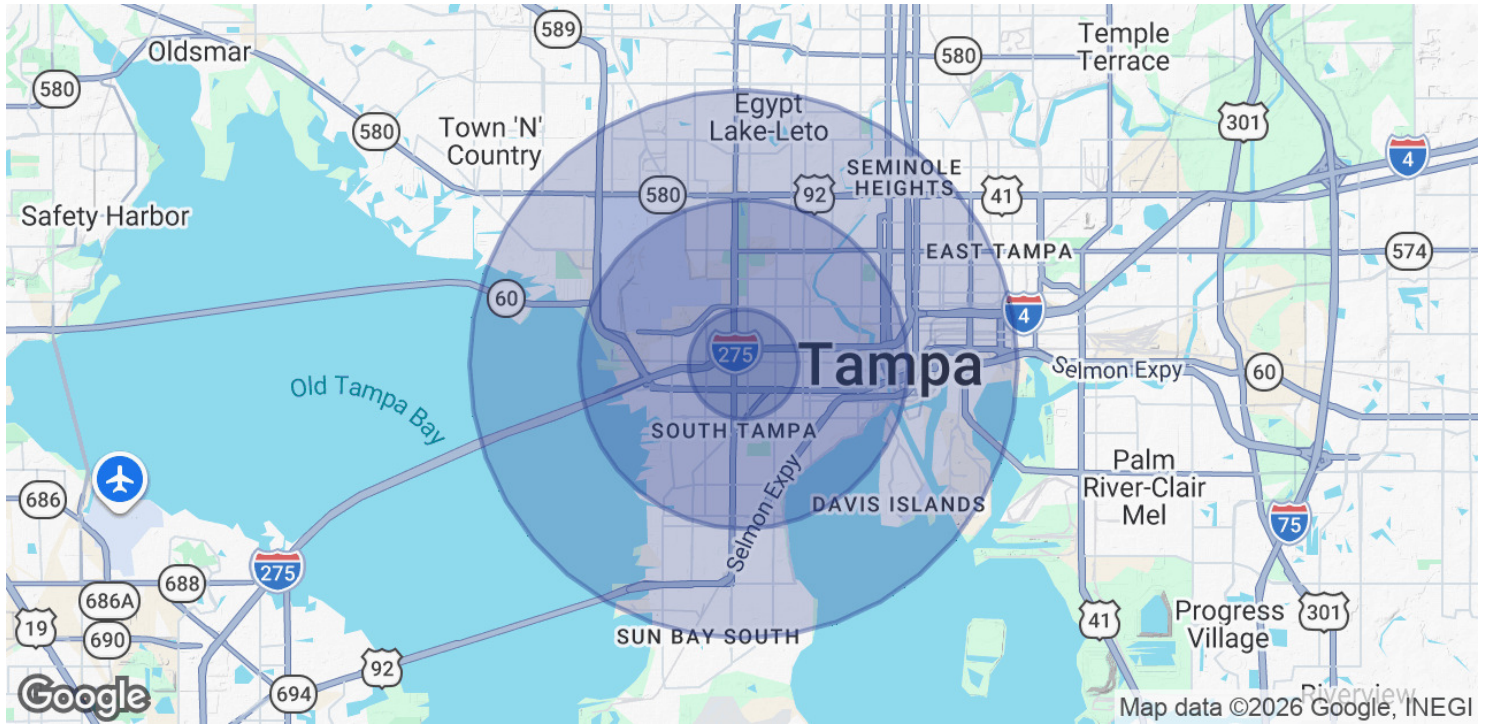 589
Oldsmar
580
Temple
Terrace
580
Egypt
Lake-Leto
580
Town 'N'
Country
301
4
SEMINOLE
HEIGHTS
580
92
41
Safety Harbor
EAST TAMPA
574
60
4
275
Tampa
Selmon Expy
60
Old Tampa Bay
SOUTH TAMPA
Palm
River-Clair
Mel
686
DAVIS ISLANDS
Selmon Expy
75
275
688
686A
19
690
Progress
Village
301
41
SUN BAY SOUTH
92
694
Google
Riverview
Map data ©2026 Google, INEGI